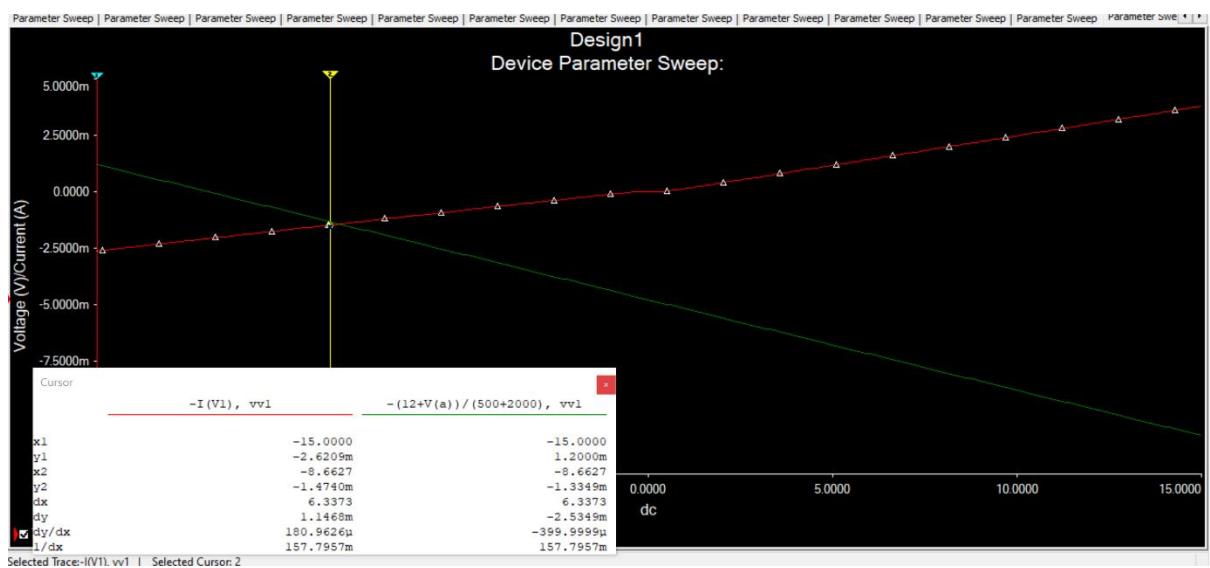 Parameter Sweep | Parameter Sweep | Parameter Sweep | Parameter Sweep | Parameter Sweep | Parameter Sweep | Parameter Sweep | Parameter Sweep | Parameter Sweep | Parameter Sweep | Parameter Sweep | Parameter Sweep Parameter Swe
Design1
Device Parameter Sweep:
1 2
5.0000m
2.5000m
0.0000
-2.5000m
-5.0000m
-7.5000m
Voltage (V)/Current (A)
Cursor x
-I(V1), vv1 -(12+V(a))/(500+2000), vv1
x1 -15.0000 -15.0000
y1 -2.6209m 1.2000m
x2 -8.6627 -8.6627
y2 -1.4740m -1.3349m
dx 6.3373 6.3373
dy 1.1468m -2.5349m
dy/dx 180.9626µ -399.9999µ
1/dx 157.7957m 157.7957m
0.0000 5.0000 10.0000 15.0000
dc
Selected Trace:-I(V1), vv1 | Selected Cursor: 2